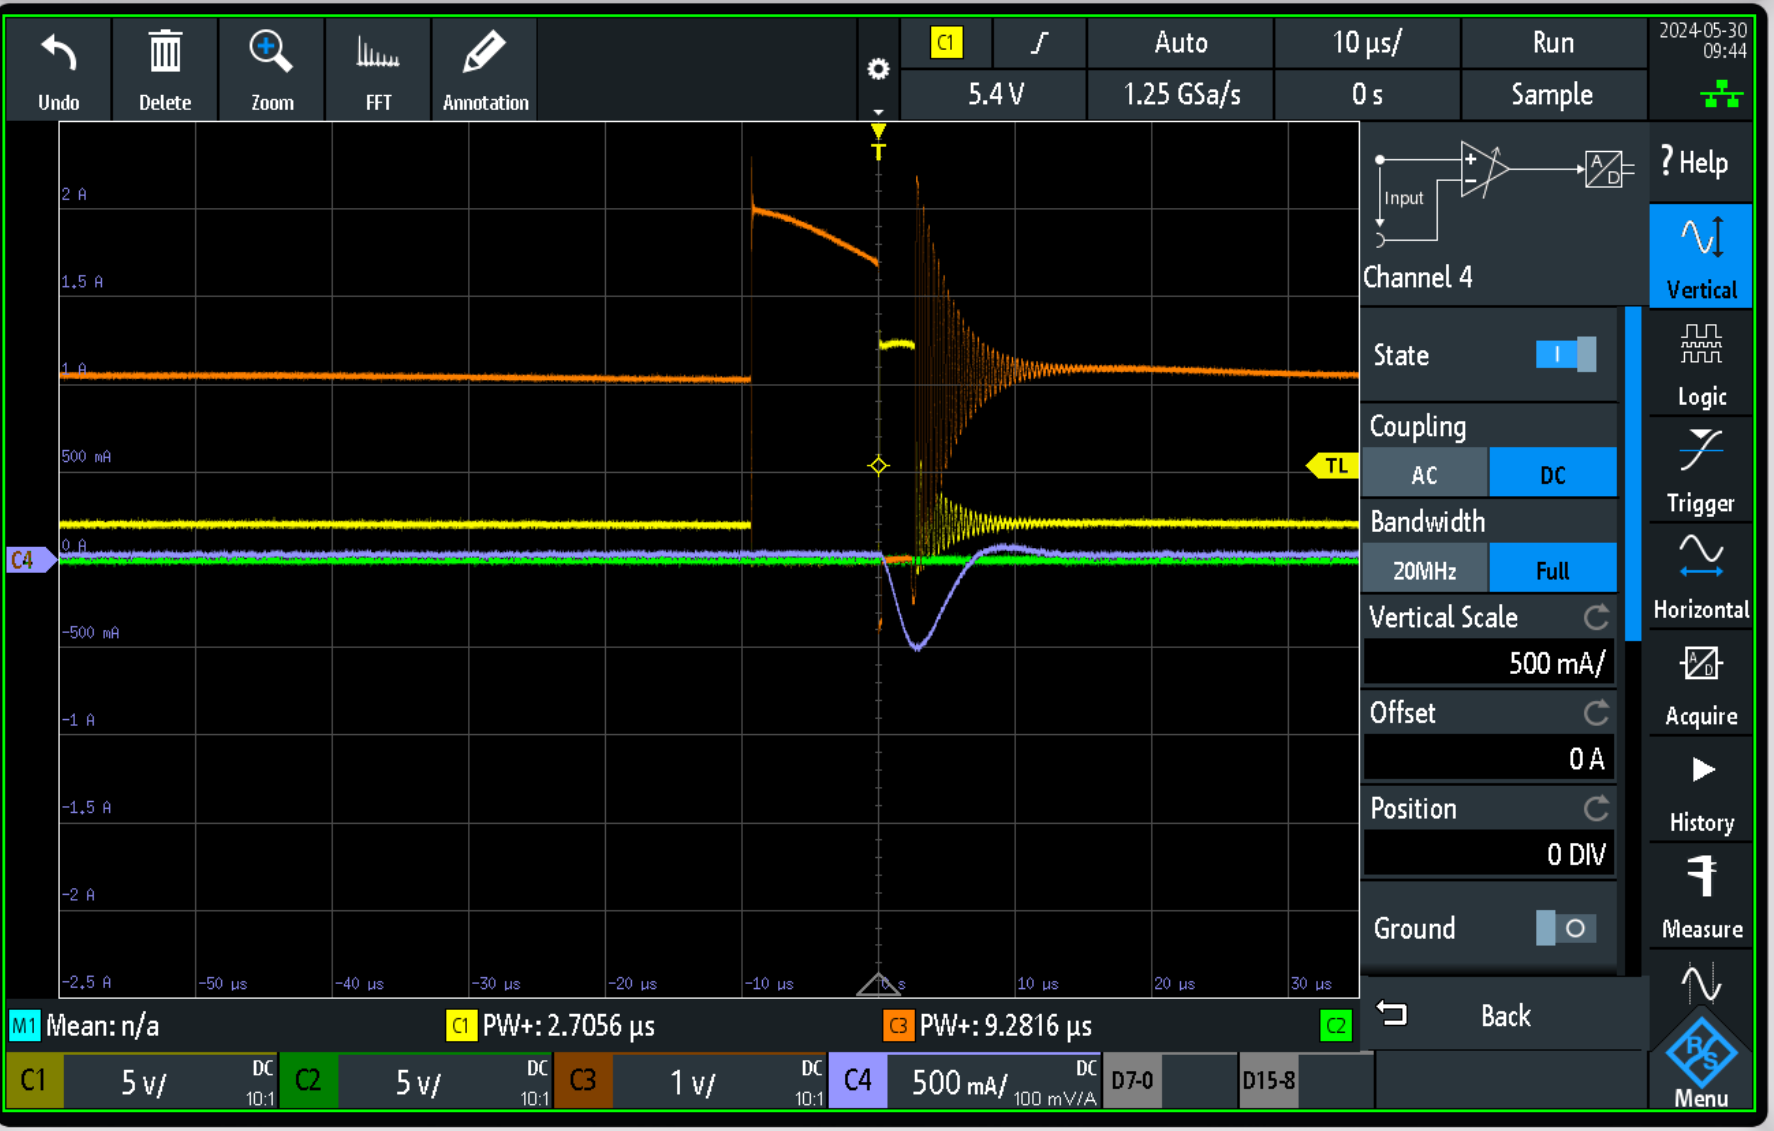 Undo
Delete
Zoom
FFT
Annotation
C1
Auto
10 µs/
Run
2024-05-30
09:44
5.4 V
1.25 GSa/s
0 s
Sample
T
2 A
1.5 A
1 A
500 mA
0 A
-500 mA
-1 A
-1.5 A
-2 A
-2.5 A
-50 µs
-40 µs
-30 µs
-20 µs
-10 µs
0 s
10 µs
20 µs
30 µs
C4
TL
Input
A
D
Channel 4
State
I
Coupling
AC
DC
Bandwidth
20MHz
Full
Vertical Scale
500 mA/
Offset
0 A
Position
0 DIV
Ground
Back
? Help
Vertical
Logic
Trigger
Horizontal
A
D
Acquire
History
Measure
R S
Menu
M1 Mean: n/a
C1 PW+: 2.7056 µs
C3 PW+: 9.2816 µs
C2
C1 5 V/ DC 10:1
C2 5 V/ DC 10:1
C3 1 V/ DC 10:1
C4 500 mA/ DC 100 mV/A
D7-0
D15-8